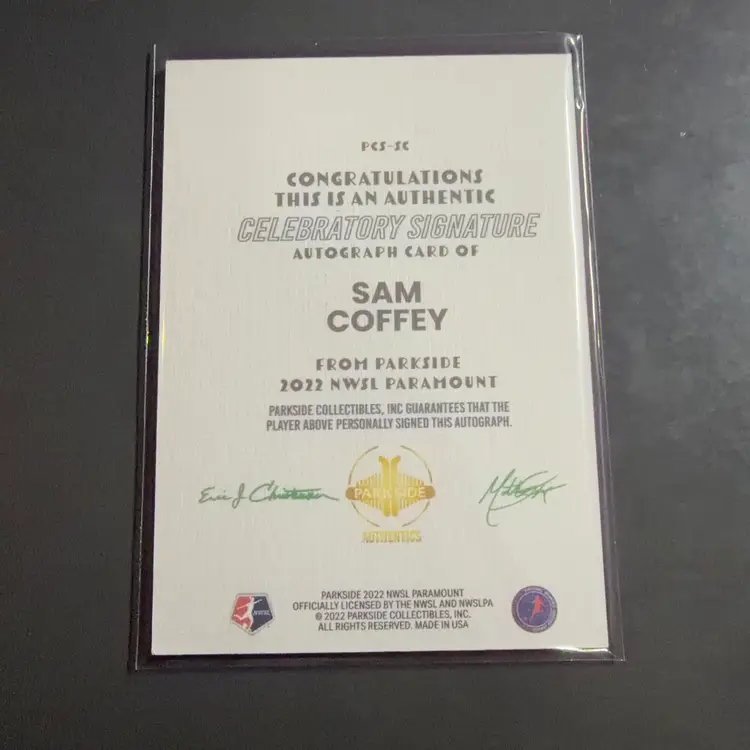 PCS-SC
CONGRATULATIONS
THIS IS AN AUTHENTIC
CELEBRATORY SIGNATURE
AUTOGRAPH CARD OF
SAM
COFFEY
FROM PARKSIDE
2022 NWSL PARAMOUNT
PARKSIDE COLLECTIBLES, INC GUARANTEES THAT THE
PLAYER ABOVE PERSONALLY SIGNED THIS AUTOGRAPH.
PARKSIDE
AUTHENTICS
NWSL
PARKSIDE 2022 NWSL PARAMOUNT
OFFICIALLY LICENSED BY THE NWSL AND NWSLPA
© 2022 PARKSIDE COLLECTIBLES, INC.
ALL RIGHTS RESERVED. MADE IN USA